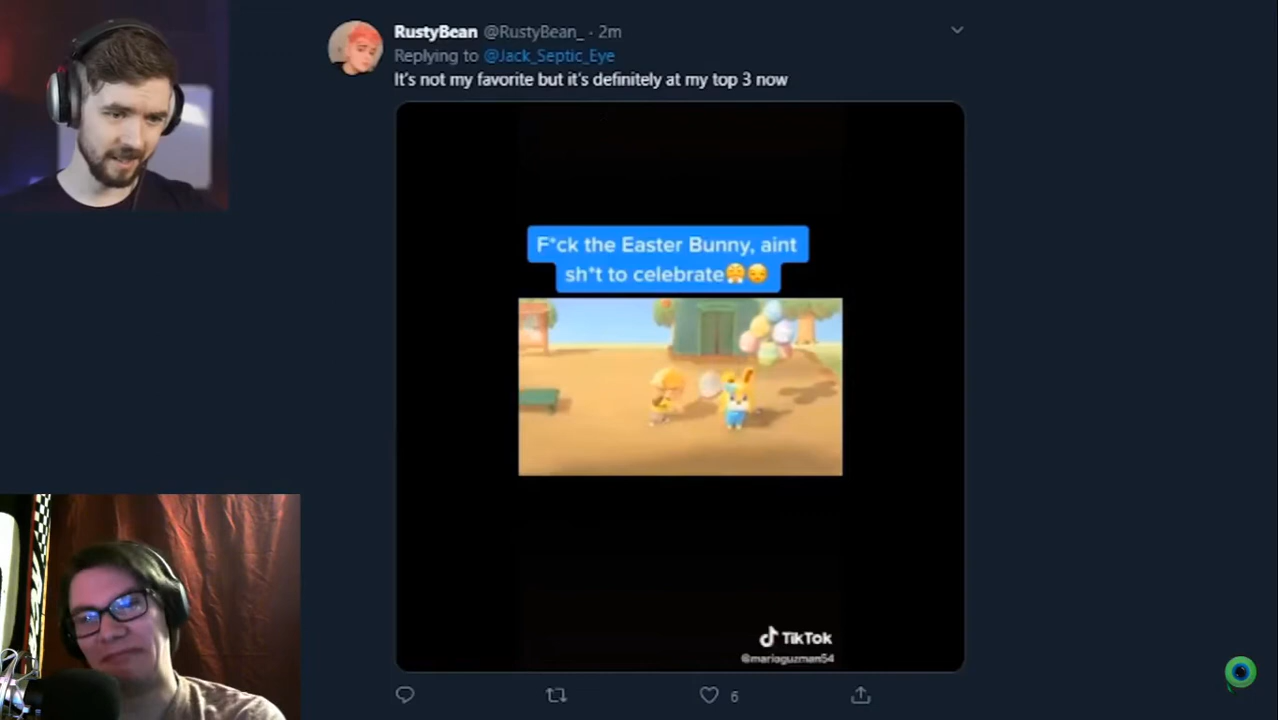 RustyBean @RustyBean_ · 2m
Replying to @Jack_Septic_Eye
It's not my favorite but it's definitely at my top 3 now
F*ck the Easter Bunny, aint
sh*t to celebrate😤😔
TikTok
@marioguzman54
6